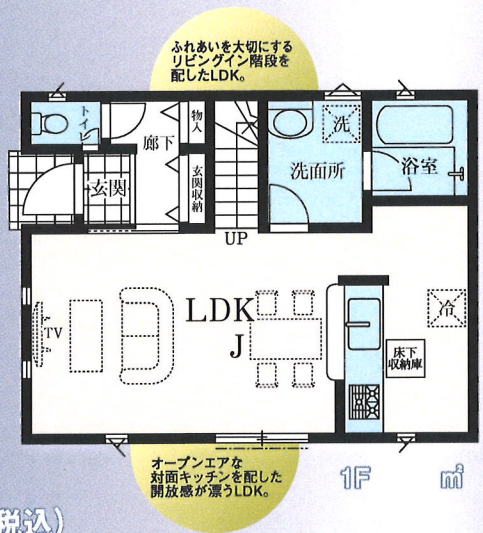 ふれあいを大切にする
リビングイン階段を
配したLDK。
トイレ
廊下
物入
玄関
玄関収納
洗
洗面所
浴室
UP
LDK
J
TV
冷
床下
収納庫
オープンエアな
対面キッチンを配した
開放感が漂うLDK。
1F
㎡
税込)